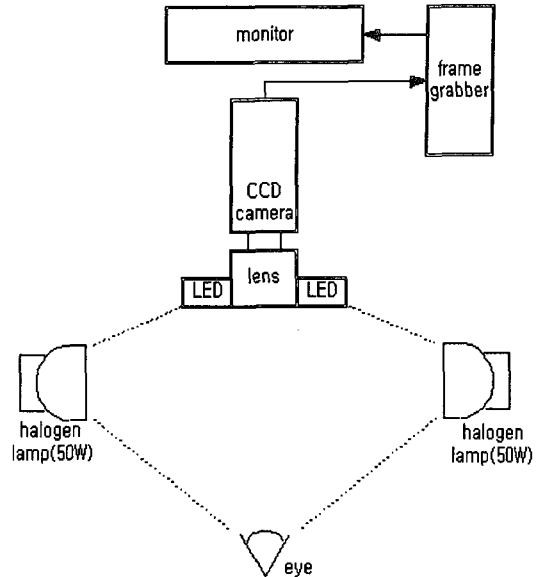 monitor
frame
grabber
CCD
camera
lens
LED
LED
halogen
lamp(50W)
halogen
lamp(50W)
eye